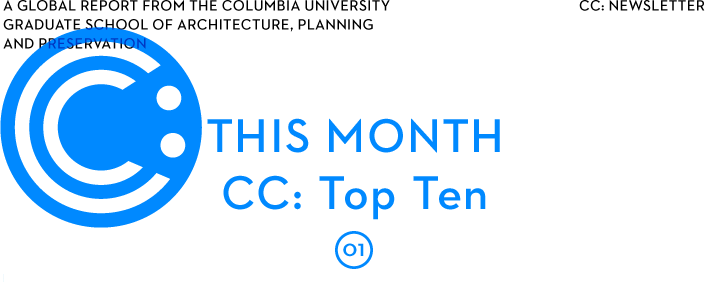 A GLOBAL REPORT FROM THE COLUMBIA UNIVERSITY
GRADUATE SCHOOL OF ARCHITECTURE, PLANNING
AND PRESERVATION
CC: NEWSLETTER
CC:
THIS MONTH
CC: Top Ten
01